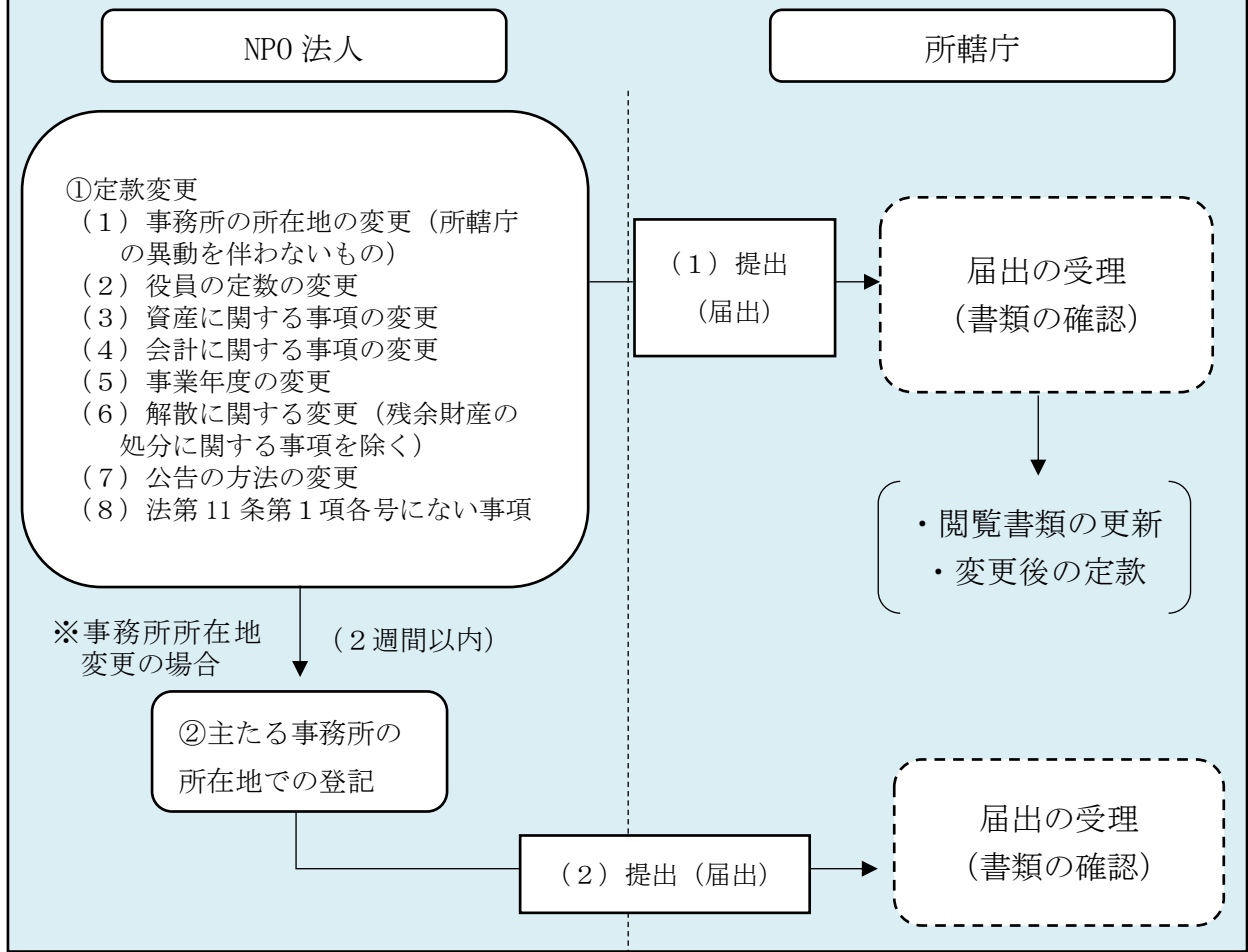 NPO法人
所轄庁
①定款変更
(1)事務所の所在地の変更(所轄庁
の異動を伴わないもの)
(2)役員の定数の変更
(3)資産に関する事項の変更
(4)会計に関する事項の変更
(5)事業年度の変更
(6)解散に関する変更(残余財産の
処分に関する事項を除く)
(7)公告の方法の変更
(8)法第11条第1項各号にない事項
(1)提出
(届出)
届出の受理
(書類の確認)
・閲覧書類の更新
・変更後の定款
※事務所所在地
変更の場合
(2週間以内)
②主たる事務所の
所在地での登記
(2)提出(届出)
届出の受理
(書類の確認)